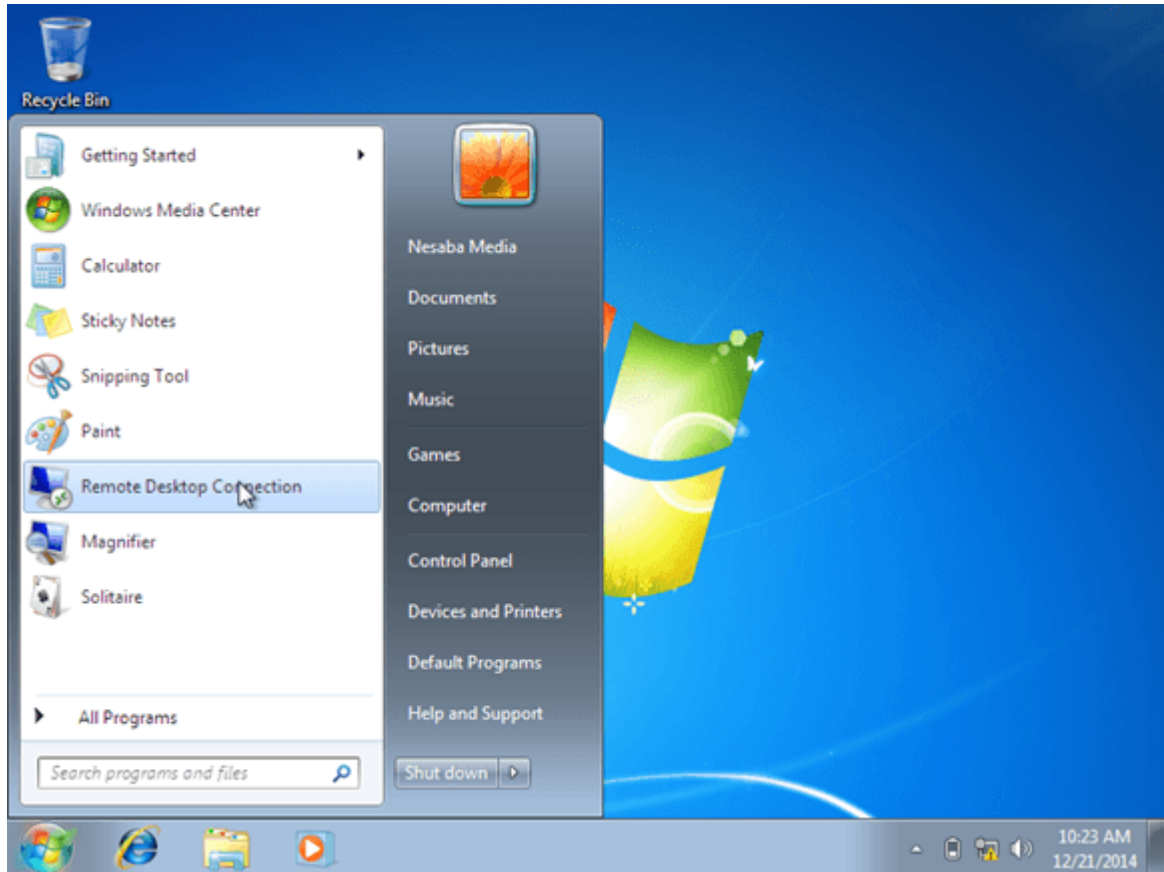 Recycle Bin
Getting Started
Windows Media Center
Calculator
Sticky Notes
Snipping Tool
Paint
Remote Desktop Connection
Magnifier
Solitaire
All Programs
Search programs and files
Nesaba Media
Documents
Pictures
Music
Games
Computer
Control Panel
Devices and Printers
Default Programs
Help and Support
Shut down
10:23 AM
12/21/2014